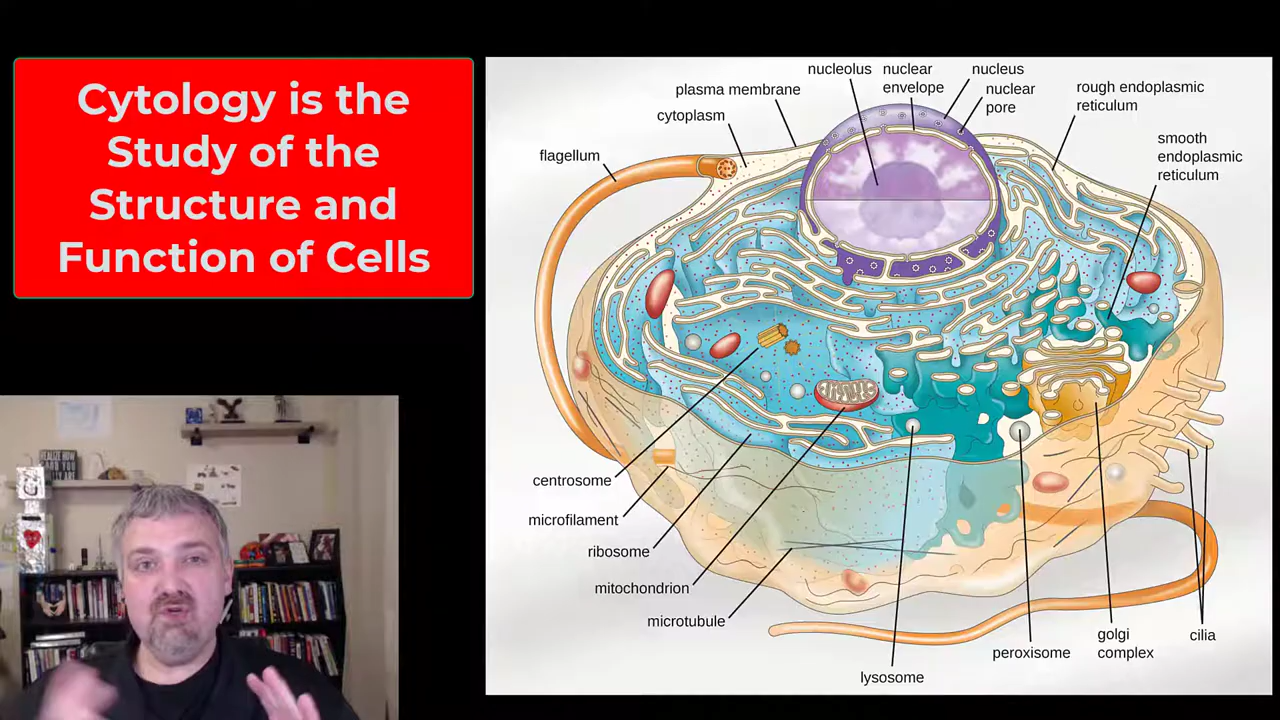 Cytology is the
Study of the
Structure and
Function of Cells
nucleolus
nuclear
envelope
nucleus
nuclear
pore
plasma membrane
cytoplasm
rough endoplasmic
reticulum
smooth
endoplasmic
reticulum
flagellum
centrosome
microfilament
ribosome
mitochondrion
microtubule
lysosome
peroxisome
golgi
complex
cilia